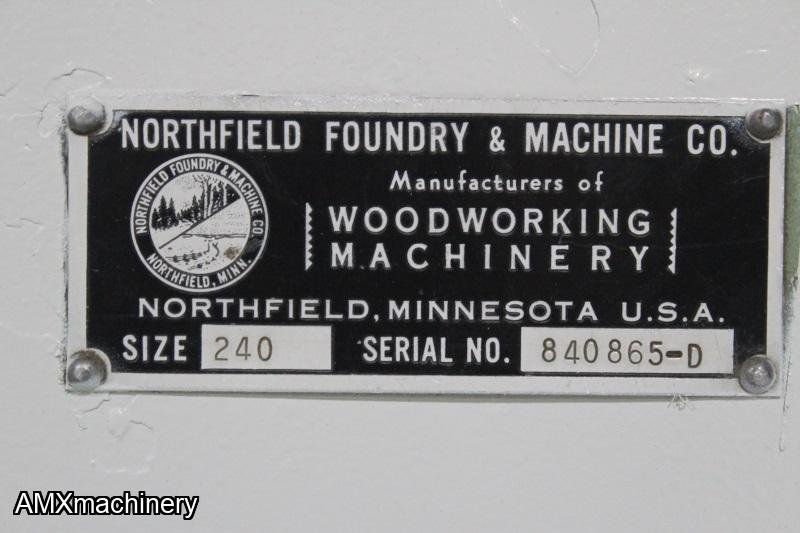 NORTHFIELD FOUNDRY & MACHINE CO.
NORTHFIELD FOUNDRY & MACHINE CO.
NORTHFIELD, MINN.
Manufacturers of
WOODWORKING
MACHINERY
NORTHFIELD, MINNESOTA U.S.A.
SIZE 240 SERIAL NO. 840865-D
AMXmachinery